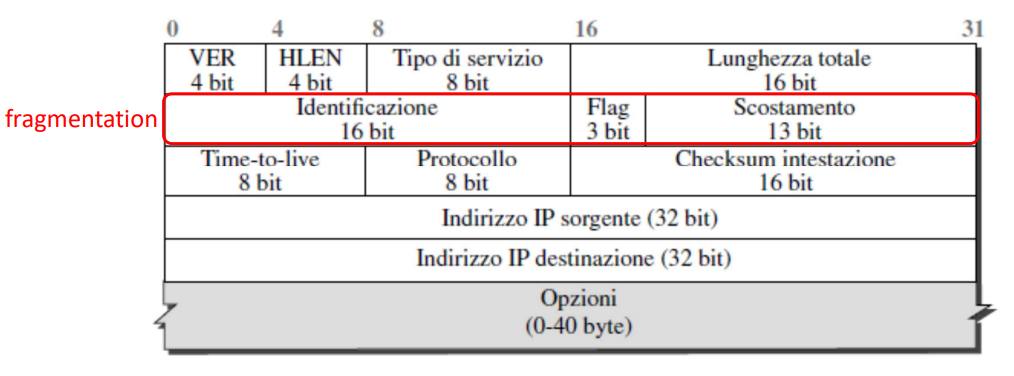 0 4 8 16 31
VER HLEN Tipo di servizio Lunghezza totale
4 bit 4 bit 8 bit 16 bit
fragmentation
Identificazione Flag Scostamento
16 bit 3 bit 13 bit
Time-to-live Protocollo Checksum intestazione
8 bit 8 bit 16 bit
Indirizzo IP sorgente (32 bit)
Indirizzo IP destinazione (32 bit)
Opzioni
(0-40 byte)